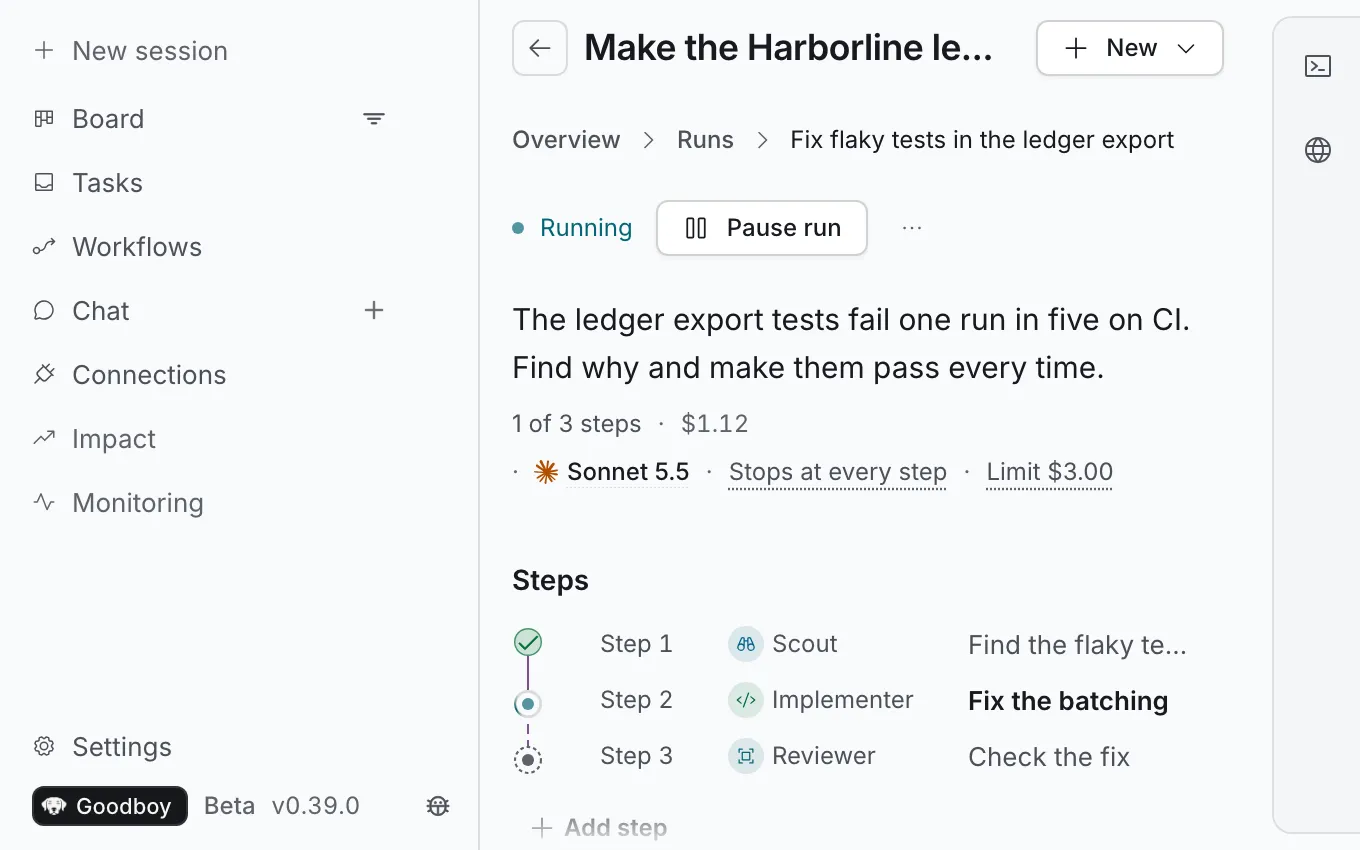 New session
Board
Tasks
Workflows
Chat
Connections
Impact
Monitoring
Settings
Goodboy Beta v0.39.0
Make the Harborline le...
New
Overview > Runs > Fix flaky tests in the ledger export
Running
Pause run
...
The ledger export tests fail one run in five on CI.
Find why and make them pass every time.
1 of 3 steps · $1.12
· Sonnet 5.5 · Stops at every step · Limit $3.00
Steps
Step 1 Scout Find the flaky te...
Step 2 Implementer Fix the batching
Step 3 Reviewer Check the fix
Add step